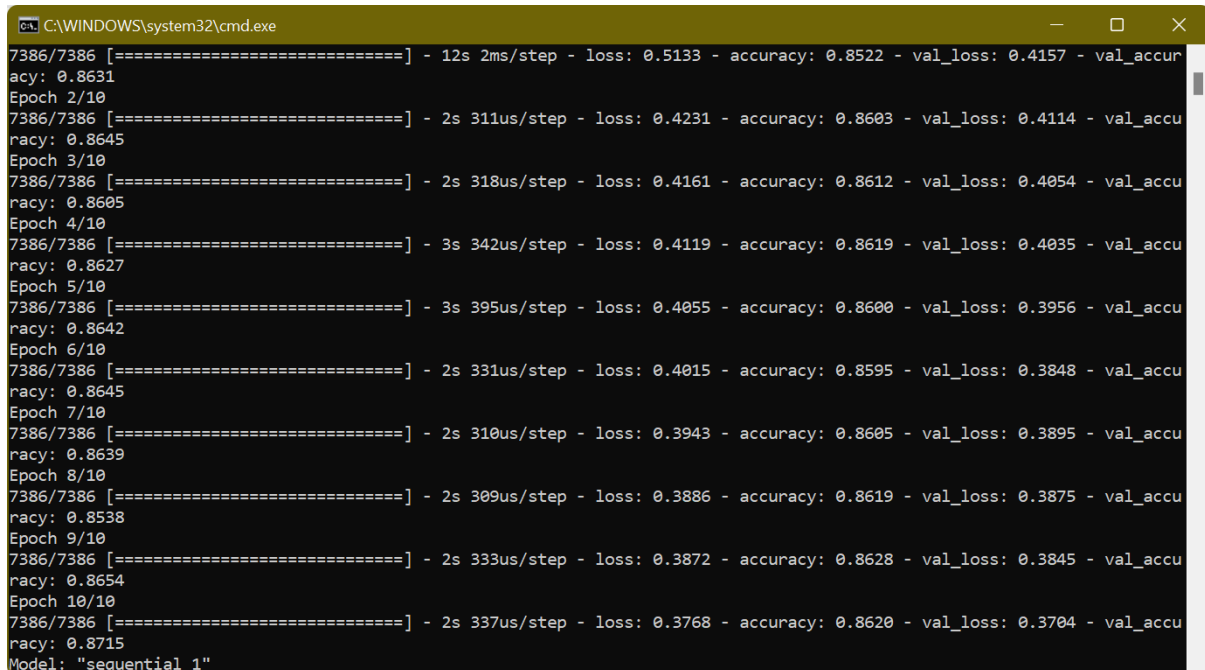 C:\WINDOWS\system32\cmd.exe
7386/7386 [==============================] - 12s 2ms/step - loss: 0.5133 - accuracy: 0.8522 - val_loss: 0.4157 - val_accur
acy: 0.8631
Epoch 2/10
7386/7386 [==============================] - 2s 311us/step - loss: 0.4231 - accuracy: 0.8603 - val_loss: 0.4114 - val_accu
racy: 0.8645
Epoch 3/10
7386/7386 [==============================] - 2s 318us/step - loss: 0.4161 - accuracy: 0.8612 - val_loss: 0.4054 - val_accu
racy: 0.8605
Epoch 4/10
7386/7386 [==============================] - 3s 342us/step - loss: 0.4119 - accuracy: 0.8619 - val_loss: 0.4035 - val_accu
racy: 0.8627
Epoch 5/10
7386/7386 [==============================] - 3s 395us/step - loss: 0.4055 - accuracy: 0.8600 - val_loss: 0.3956 - val_accu
racy: 0.8642
Epoch 6/10
7386/7386 [==============================] - 2s 331us/step - loss: 0.4015 - accuracy: 0.8595 - val_loss: 0.3848 - val_accu
racy: 0.8645
Epoch 7/10
7386/7386 [==============================] - 2s 310us/step - loss: 0.3943 - accuracy: 0.8605 - val_loss: 0.3895 - val_accu
racy: 0.8639
Epoch 8/10
7386/7386 [==============================] - 2s 309us/step - loss: 0.3886 - accuracy: 0.8619 - val_loss: 0.3875 - val_accu
racy: 0.8538
Epoch 9/10
7386/7386 [==============================] - 2s 333us/step - loss: 0.3872 - accuracy: 0.8628 - val_loss: 0.3845 - val_accu
racy: 0.8654
Epoch 10/10
7386/7386 [==============================] - 2s 337us/step - loss: 0.3768 - accuracy: 0.8620 - val_loss: 0.3704 - val_accu
racy: 0.8715
Model: "sequential_1"